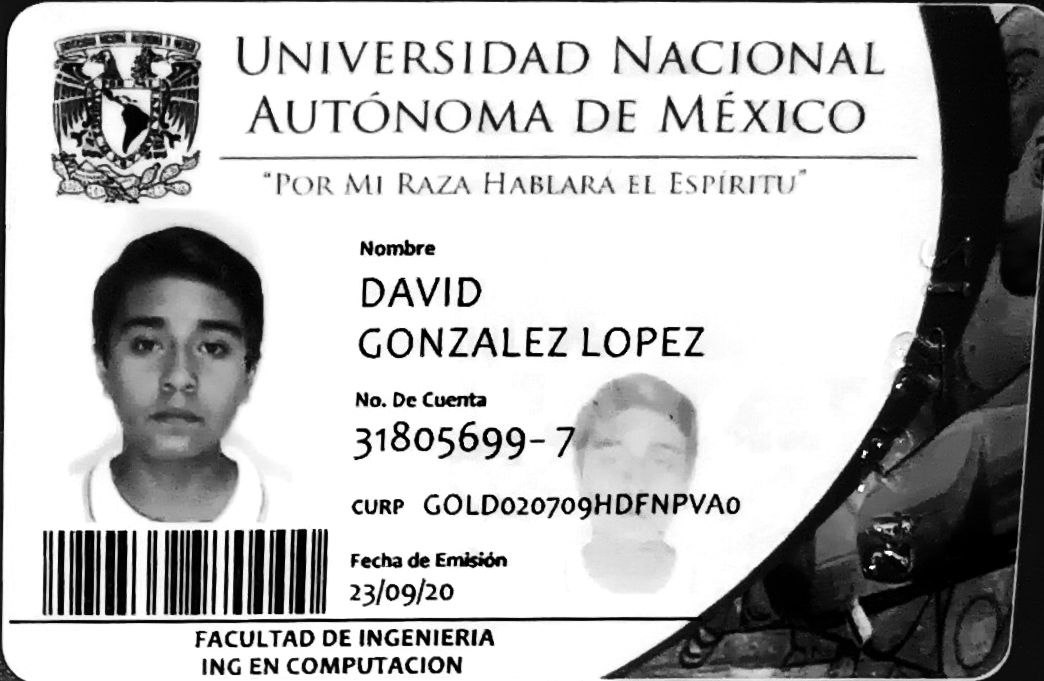 UNIVERSIDAD NACIONAL
AUTÓNOMA DE MÉXICO
"POR MI RAZA HABLARÁ EL ESPÍRITU"
Nombre
DAVID
GONZALEZ LOPEZ
No. De Cuenta
31805699-7
CURP GOLD020709HDFNPVA0
Fecha de Emisión
23/09/20
FACULTAD DE INGENIERIA
ING EN COMPUTACION